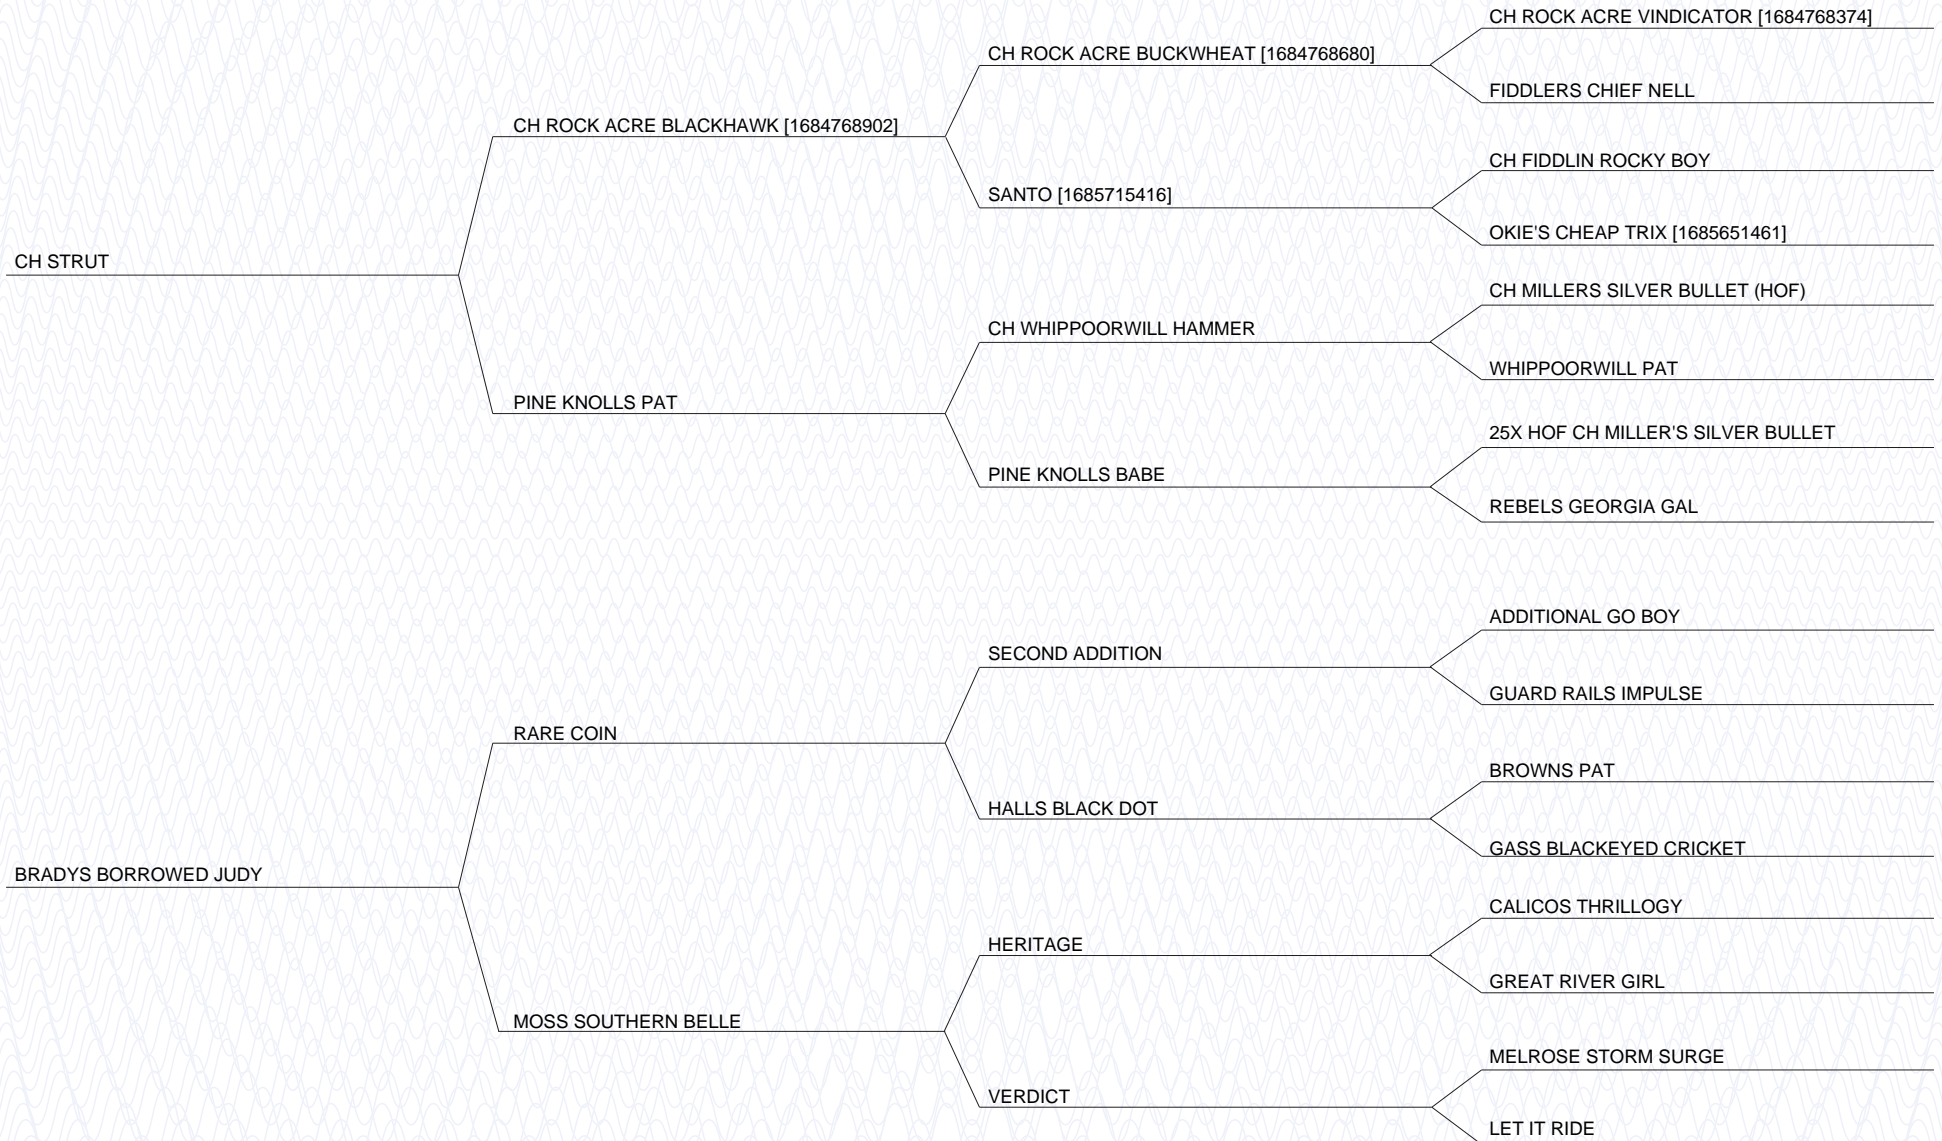 CH ROCK ACRE VINDICATOR [1684768374]
CH ROCK ACRE BUCKWHEAT [1684768680]
FIDDLERS CHIEF NELL
CH ROCK ACRE BLACKHAWK [1684768902]
CH FIDDLIN ROCKY BOY
SANTO [1685715416]
OKIE'S CHEAP TRIX [1685651461]
CH STRUT
CH MILLERS SILVER BULLET (HOF)
CH WHIPPOORWILL HAMMER
WHIPPOORWILL PAT
PINE KNOLLS PAT
25X HOF CH MILLER'S SILVER BULLET
PINE KNOLLS BABE
REBELS GEORGIA GAL
ADDITIONAL GO BOY
SECOND ADDITION
GUARD RAILS IMPULSE
RARE COIN
BROWNS PAT
HALLS BLACK DOT
GASS BLACKEYED CRICKET
BRADYS BORROWED JUDY
CALICOS THRILLOGY
HERITAGE
GREAT RIVER GIRL
MOSS SOUTHERN BELLE
MELROSE STORM SURGE
VERDICT
LET IT RIDE